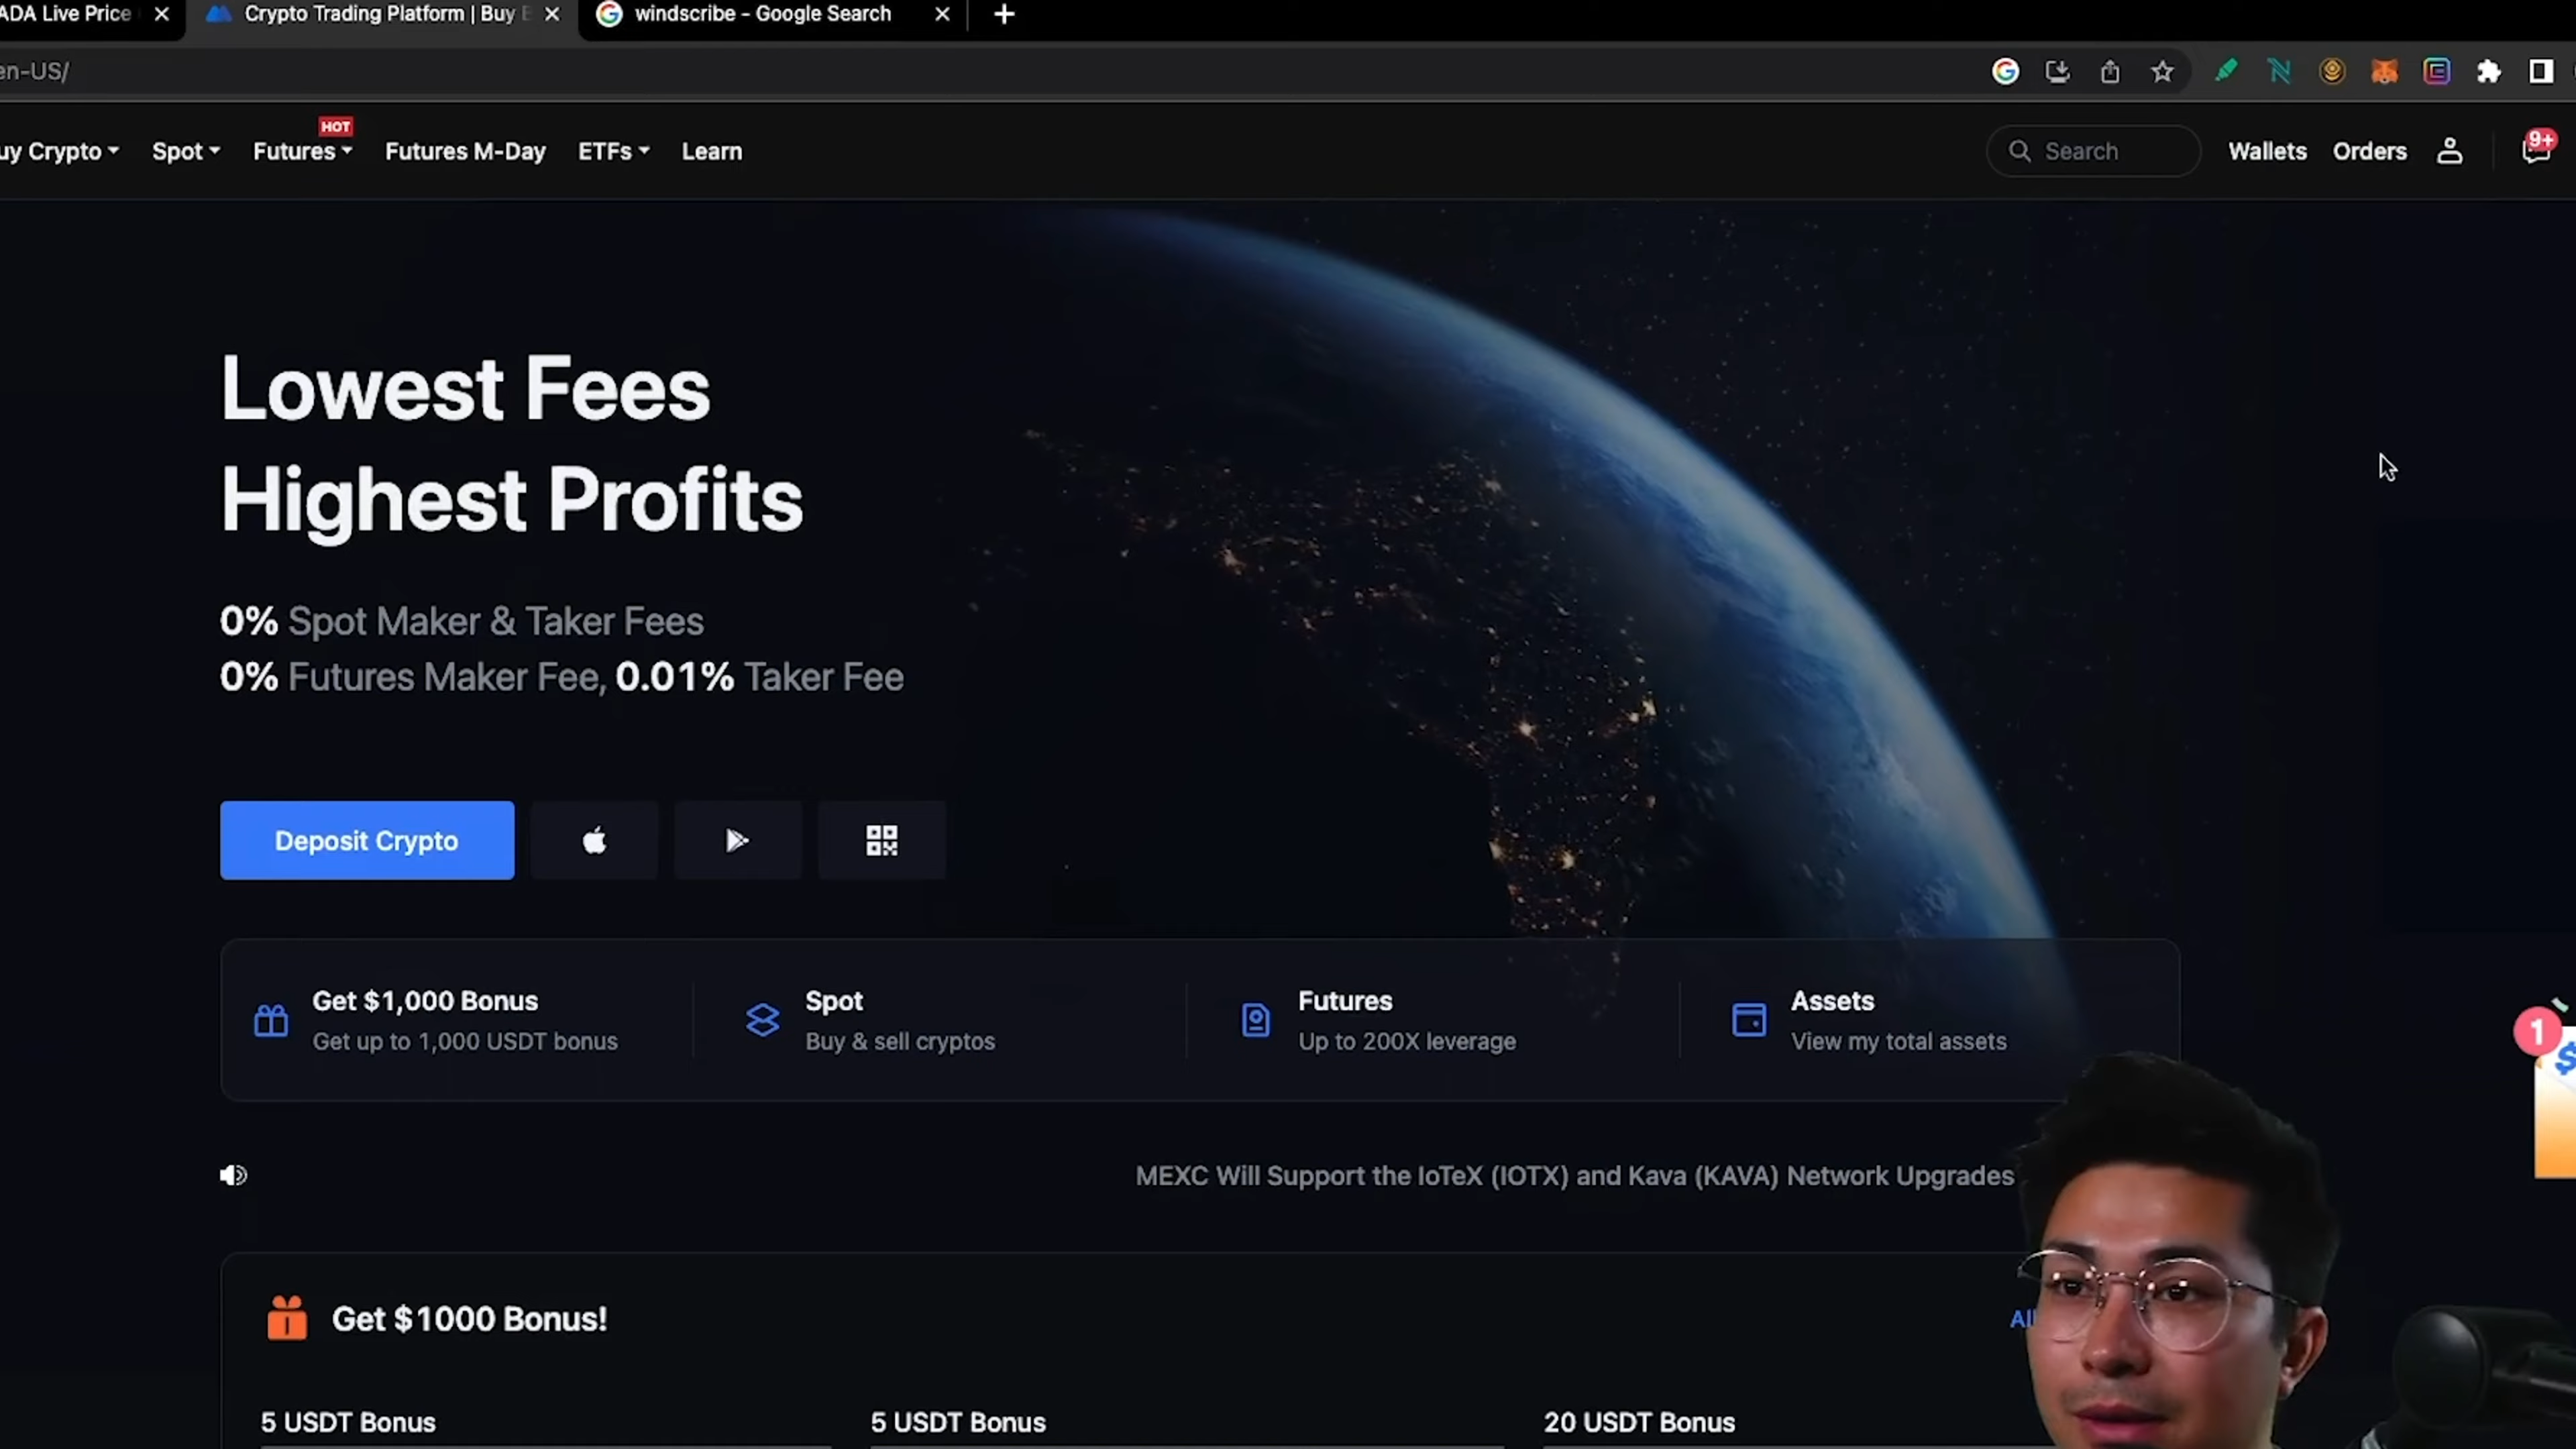 ADA Live Price
Crypto Trading Platform | Buy B
windscribe - Google Search
en-US/
uy Crypto
Spot
HOT
Futures
Futures M-Day
ETFs
Learn
Search
Wallets
Orders
9+
Lowest Fees
Highest Profits
0% Spot Maker & Taker Fees
0% Futures Maker Fee, 0.01% Taker Fee
Deposit Crypto
Get $1,000 Bonus
Get up to 1,000 USDT bonus
Spot
Buy & sell cryptos
Futures
Up to 200X leverage
Assets
View my total assets
1
$
MEXC Will Support the IoTeX (IOTX) and Kava (KAVA) Network Upgrades
Get $1000 Bonus!
All
5 USDT Bonus
5 USDT Bonus
20 USDT Bonus